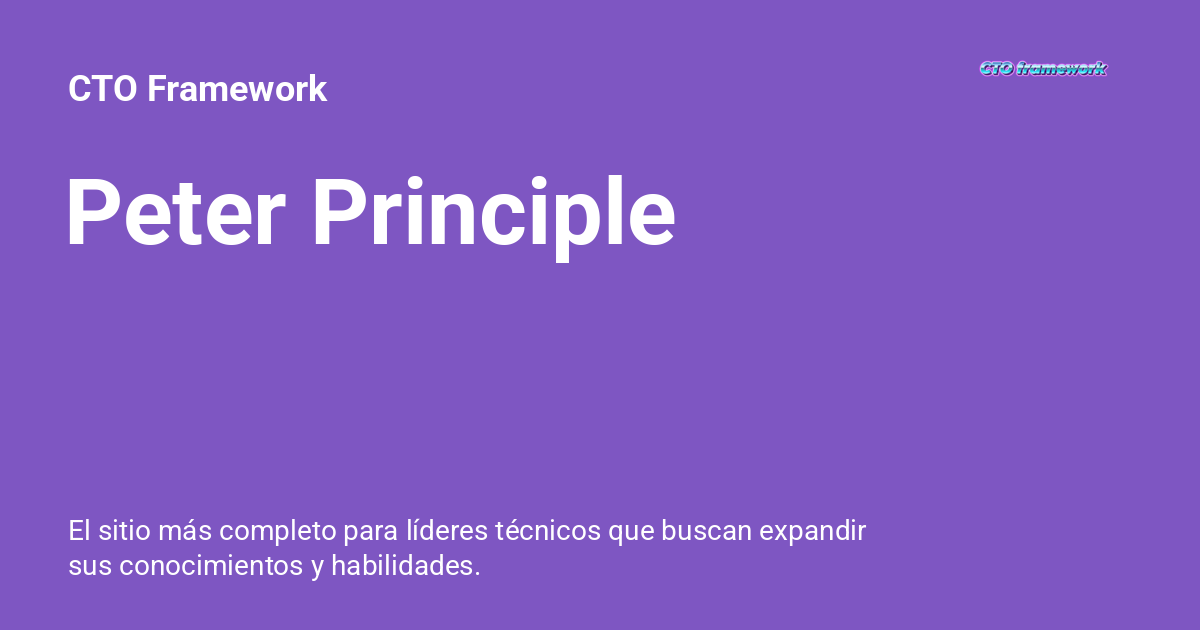 CTO Framework
CTO framework
Peter Principle
El sitio más completo para líderes técnicos que buscan expandir
sus conocimientos y habilidades.